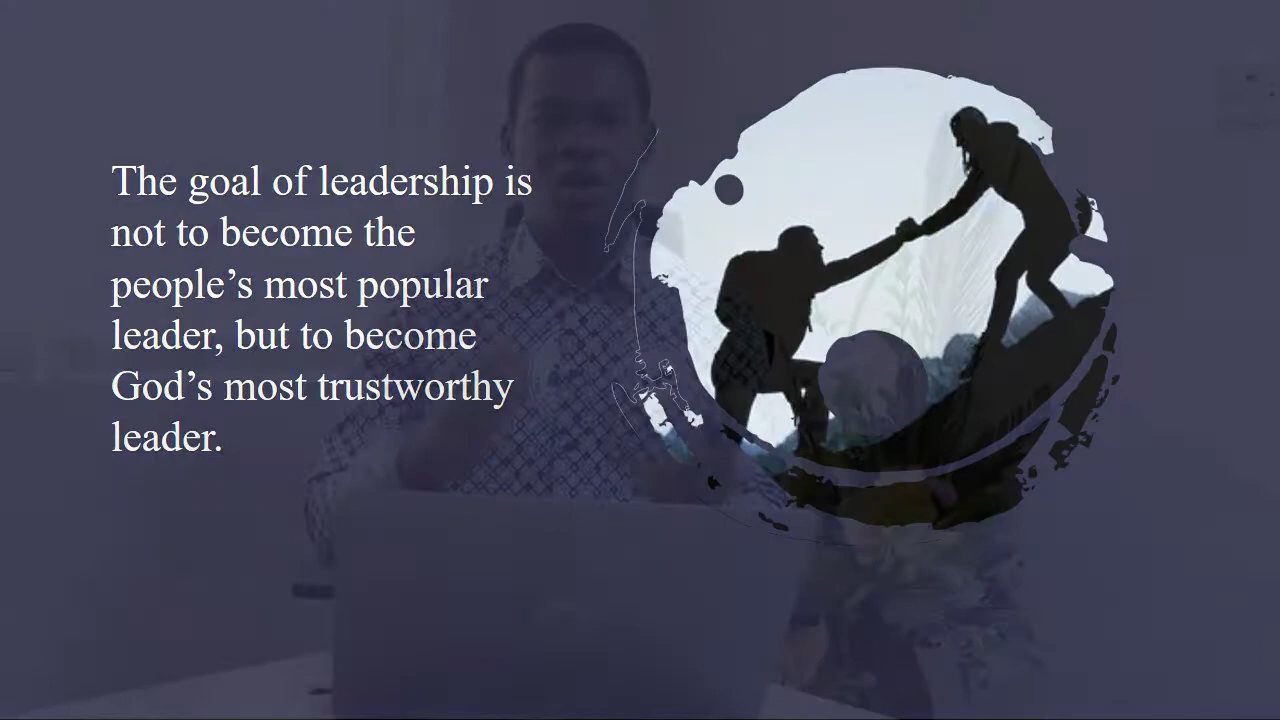 The goal of leadership is
not to become the
people’s most popular
leader, but to become
God’s most trustworthy
leader.